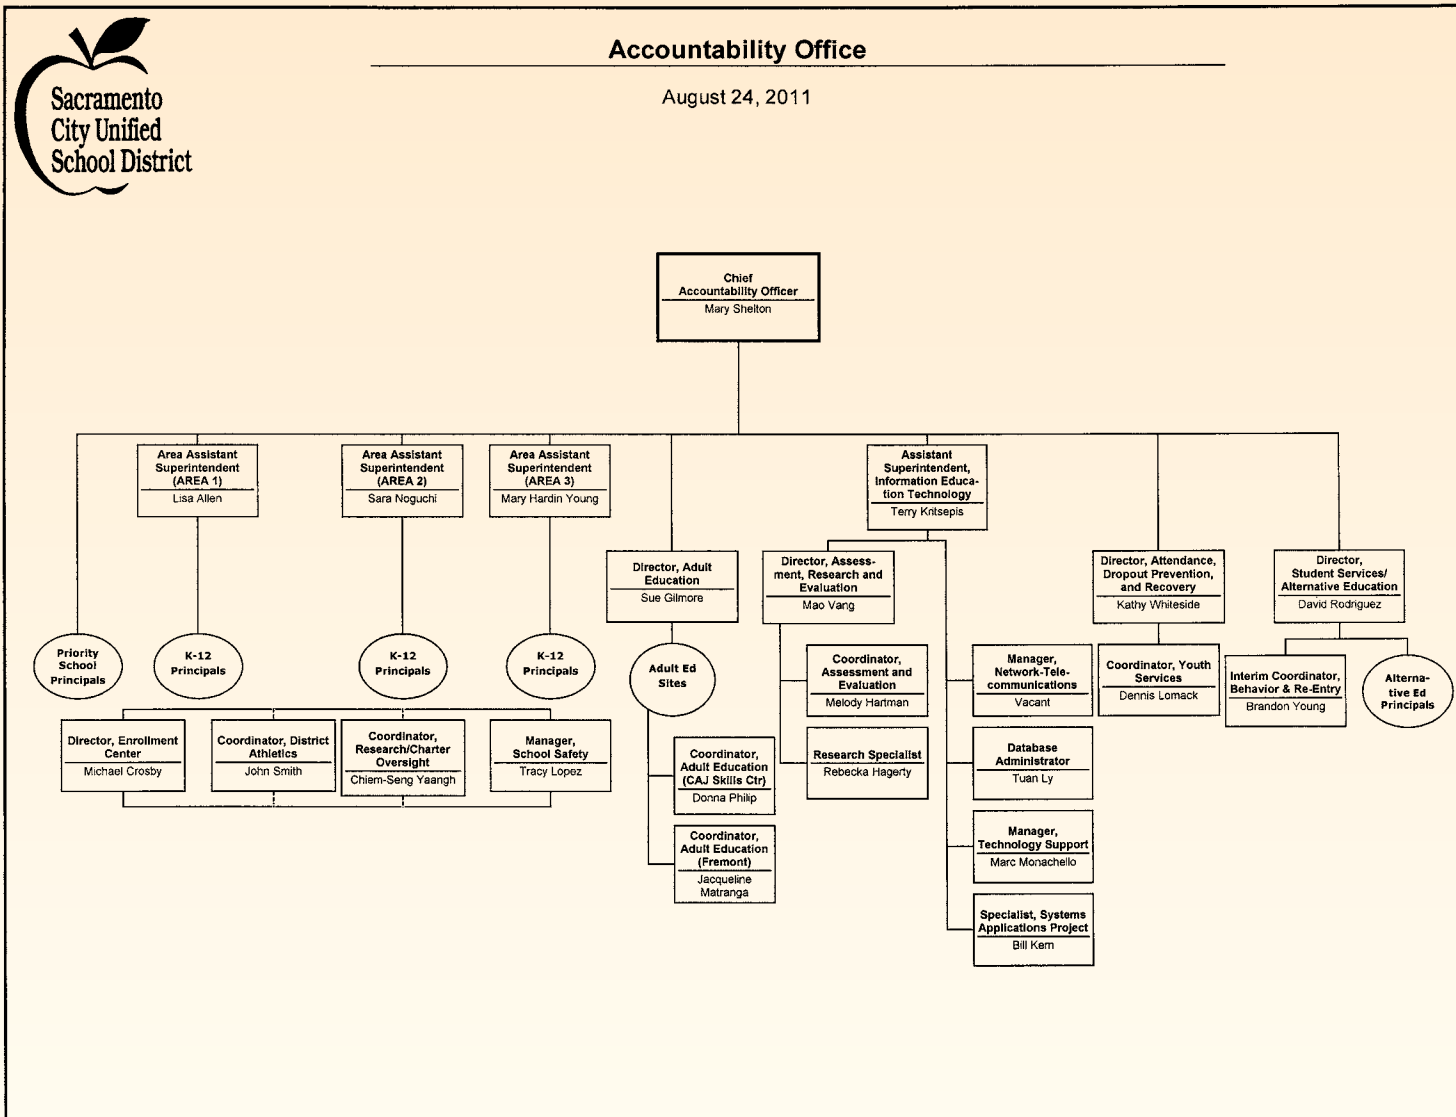 Sacramento
City Unified
School District
Accountability Office
August 24, 2011
Chief
Accountability Officer
Mary Shelton
Area Assistant
Superintendent
(AREA 1)
Lisa Allen
Area Assistant
Superintendent
(AREA 2)
Sara Noguchi
Area Assistant
Superintendent
(AREA 3)
Mary Hardin Young
Assistant
Superintendent,
Information Educa-
tion Technology
Terry Kritsepis
Director, Adult
Education
Sue Gilmore
Director, Assess-
ment, Research and
Evaluation
Mao Vang
Director, Attendance,
Dropout Prevention,
and Recovery
Kathy Whiteside
Director,
Student Services/
Alternative Education
David Rodriguez
Priority
School
Principals
K-12
Principals
K-12
Principals
K-12
Principals
Adult Ed
Sites
Coordinator,
Assessment and
Evaluation
Melody Hartman
Manager,
Network-Tele-
communications
Vacant
Coordinator, Youth
Services
Dennis Lomack
Interim Coordinator,
Behavior & Re-Entry
Brandon Young
Alterna-
tive Ed
Principals
Director, Enrollment
Center
Michael Crosby
Coordinator, District
Athletics
John Smith
Coordinator,
Research/Charter
Oversight
Chiem-Seng Yaangh
Manager,
School Safety
Tracy Lopez
Coordinator,
Adult Education
(CAJ Skills Ctr)
Donna Philip
Research Specialist
Rebecka Hagerty
Database
Administrator
Tuan Ly
Coordinator,
Adult Education
(Fremont)
Jacqueline
Matranga
Manager,
Technology Support
Marc Monachello
Specialist, Systems
Applications Project
Bill Kern